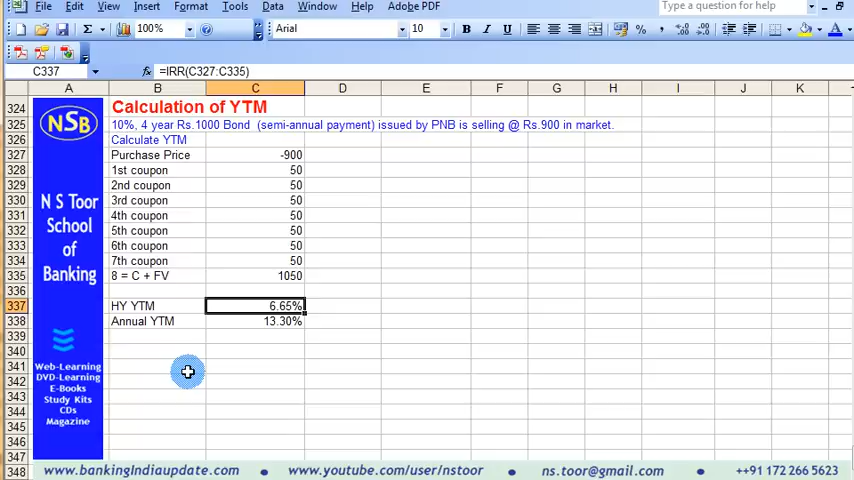 File Edit View Insert Format Tools Data Window Help Adobe PDF Type a question for help
Σ 100% Arial 10 B I U %
C337 fx =IRR(C327:C335)
A B C D E F G H I J K
324 Calculation of YTM
325 10%, 4 year Rs.1000 Bond (semi-annual payment) issued by PNB is selling @ Rs.900 in market.
326 Calculate YTM
327 Purchase Price -900
328 1st coupon 50
329 2nd coupon 50
330 3rd coupon 50
331 4th coupon 50
332 5th coupon 50
333 6th coupon 50
334 7th coupon 50
335 8 = C + FV 1050
336
337 HY YTM 6.65%
338 Annual YTM 13.30%
339
340
341
342
343
344
345
346
347
348
NSB
N S Toor
School
of
Banking
Web-Learning
DVD-Learning
E-Books
Study Kits
CDs
Magazine
www.bankingIndiaupdate.com • www.youtube.com/user/nstoor • ns.toor@gmail.com • ++91 172 266 5623